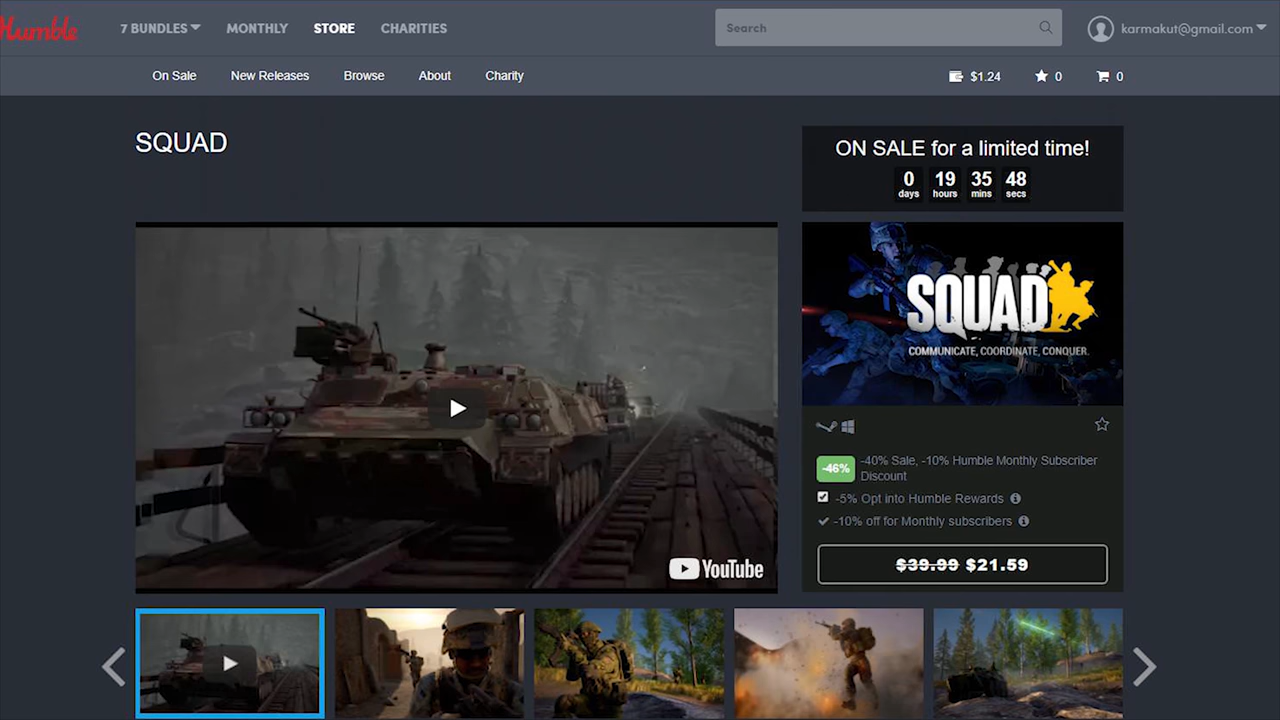 Humble
7 BUNDLES
MONTHLY
STORE
CHARITIES
Search
karmakut@gmail.com
On Sale
New Releases
Browse
About
Charity
$1.24
0
0
SQUAD
ON SALE for a limited time!
0 19 35 48
days hours mins secs
YouTube
SQUAD
COMMUNICATE, COORDINATE, CONQUER.
-46%
-40% Sale, -10% Humble Monthly Subscriber
Discount
-5% Opt into Humble Rewards
-10% off for Monthly subscribers
$39.99 $21.59